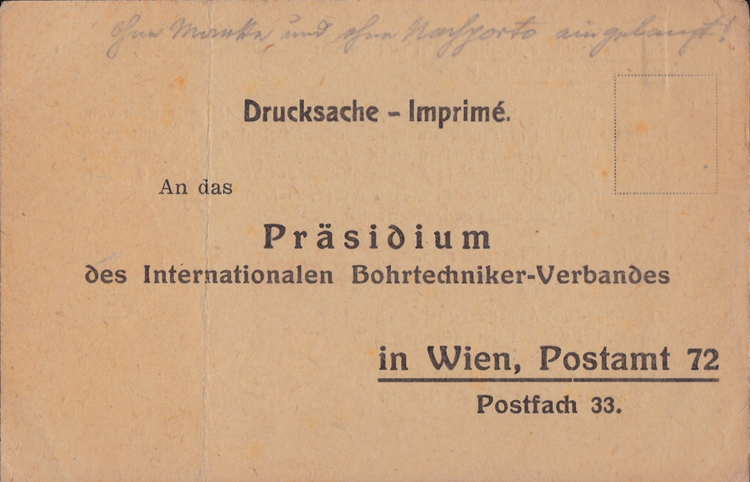 ohne Marke und ohne Nachporto eingelangt!
Drucksache - Imprimé.
An das
Präsidium
des Internationalen Bohrtechniker-Verbandes
in Wien, Postamt 72
Postfach 33.